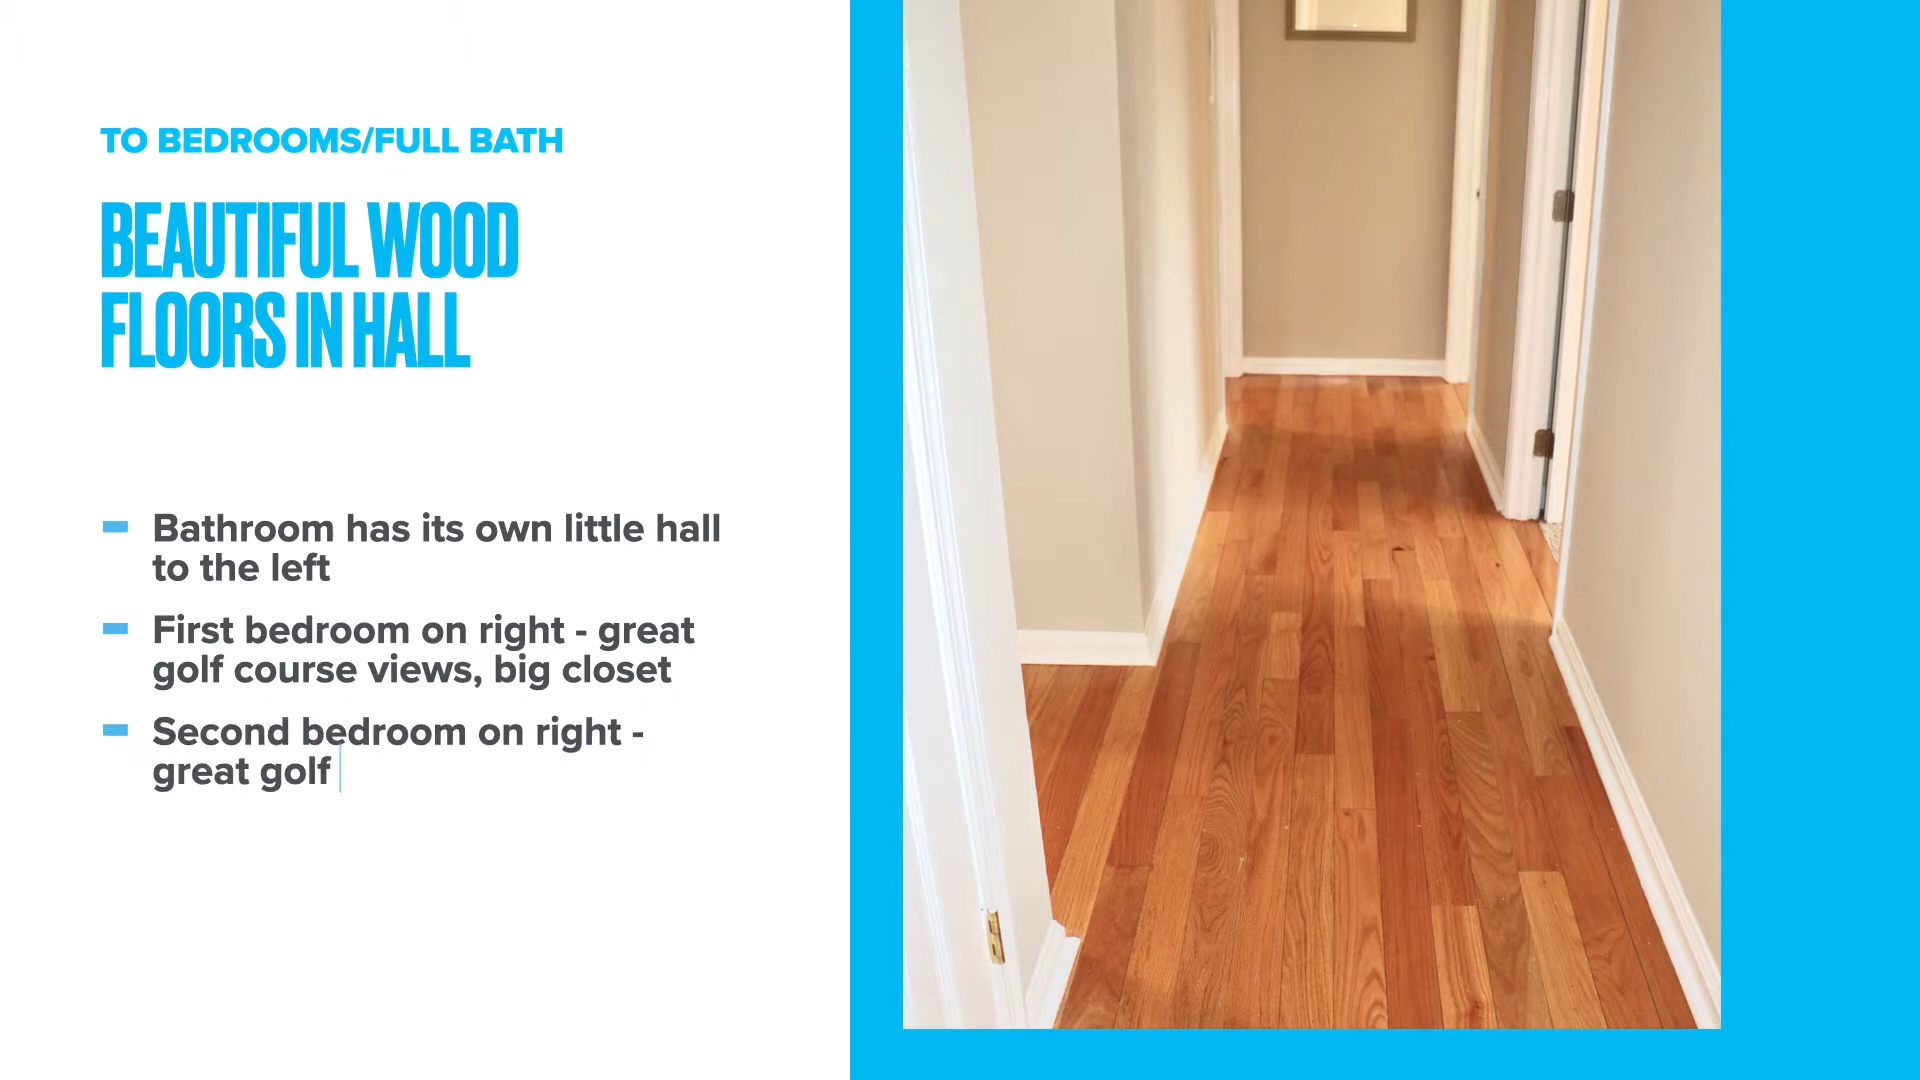 TO BEDROOMS/FULL BATH
BEAUTIFUL WOOD
FLOORS IN HALL
Bathroom has its own little hall
to the left
First bedroom on right - great
golf course views, big closet
Second bedroom on right -
great golf